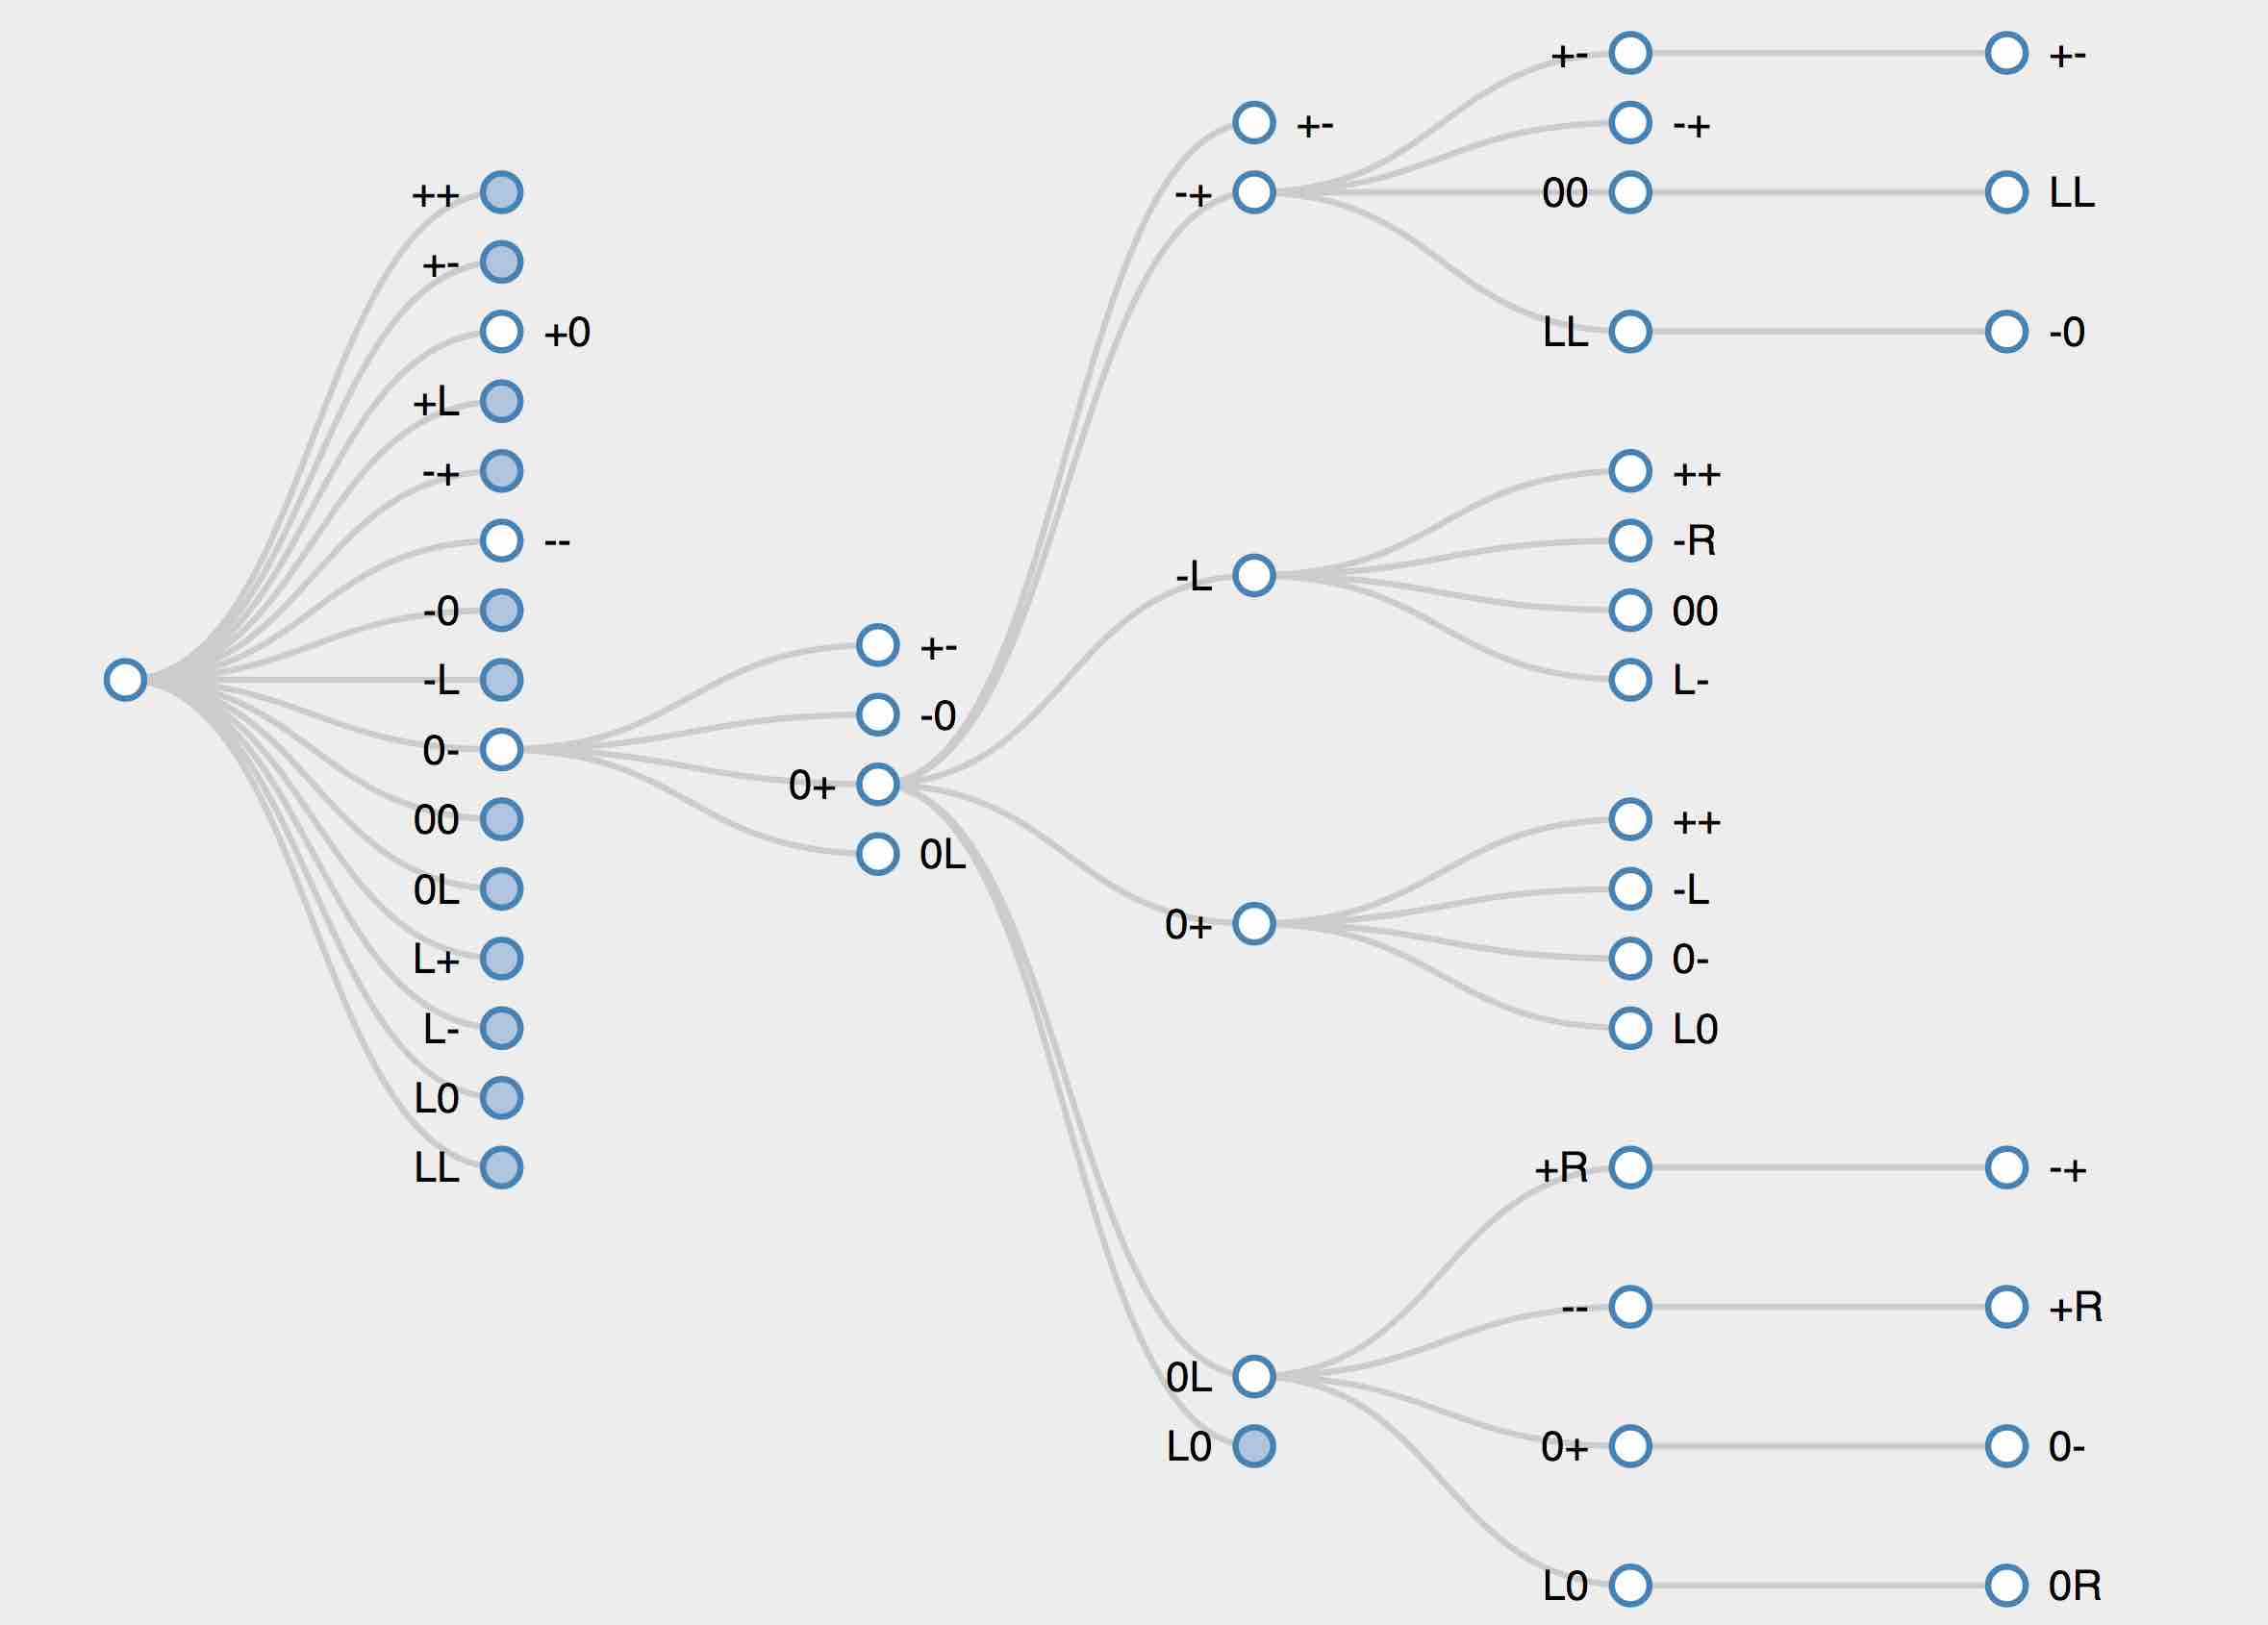 ++
+-
+0
+L
-+
--
-0
-L
0-
00
0L
L+
L-
L0
LL
+-
-0
0+
0L
+-
-+
-L
0+
0L
L0
+-
-+
00
LL
++
-R
00
L-
++
-L
0-
L0
+R
--
0+
L0
+-
LL
-0
-+
+R
0-
0R